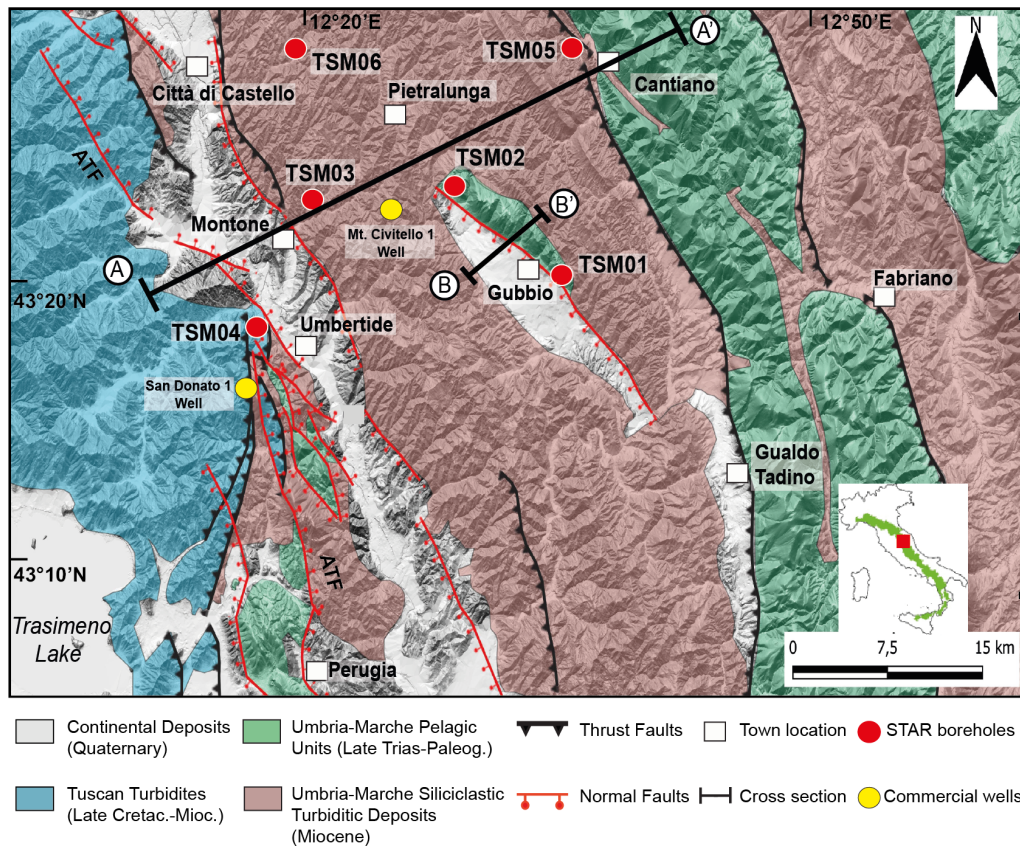 12°20'E
12°50'E
N
A'
TSM06
TSM05
Città di Castello
Pietralunga
Cantiano
ATF
TSM02
TSM03
B'
Montone
Mt. Civitello 1
Well
TSM01
A
B
Gubbio
Fabriano
43°20'N
TSM04
Umbertide
San Donato 1
Well
Gualdo
Tadino
43°10'N
ATF
Trasimeno
Lake
Perugia
0 7,5 15 km
Continental Deposits
(Quaternary)
Umbria-Marche Pelagic
Units (Late Trias-Paleog.)
Thrust Faults
Town location
STAR boreholes
Tuscan Turbidites
(Late Cretac.-Mioc.)
Umbria-Marche Siliciclastic
Turbiditic Deposits
(Miocene)
Normal Faults
Cross section
Commercial wells